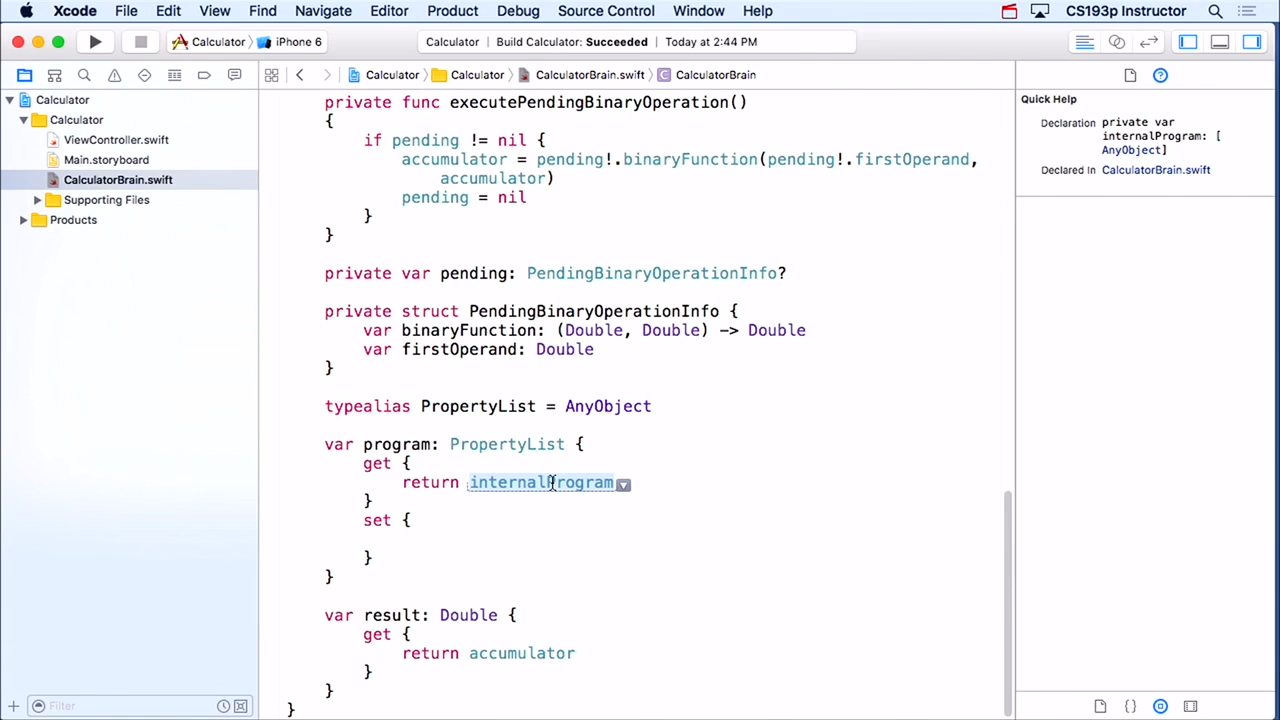 Xcode File Edit View Find Navigate Editor Product Debug Source Control Window Help CS193p Instructor
Calculator iPhone 6 Calculator Build Calculator: Succeeded Today at 2:44 PM
Calculator Calculator CalculatorBrain.swift C CalculatorBrain
Calculator
Calculator
ViewController.swift
Main.storyboard
CalculatorBrain.swift
Supporting Files
Products
Filter
private func executePendingBinaryOperation()
{
if pending != nil {
accumulator = pending!.binaryFunction(pending!.firstOperand,
accumulator)
pending = nil
}
}
private var pending: PendingBinaryOperationInfo?
private struct PendingBinaryOperationInfo {
var binaryFunction: (Double, Double) -> Double
var firstOperand: Double
}
typealias PropertyList = AnyObject
var program: PropertyList {
get {
return internalProgram
}
set {
}
}
var result: Double {
get {
return accumulator
}
}
}
Quick Help
Declaration private var
internalProgram: [
AnyObject]
Declared In CalculatorBrain.swift